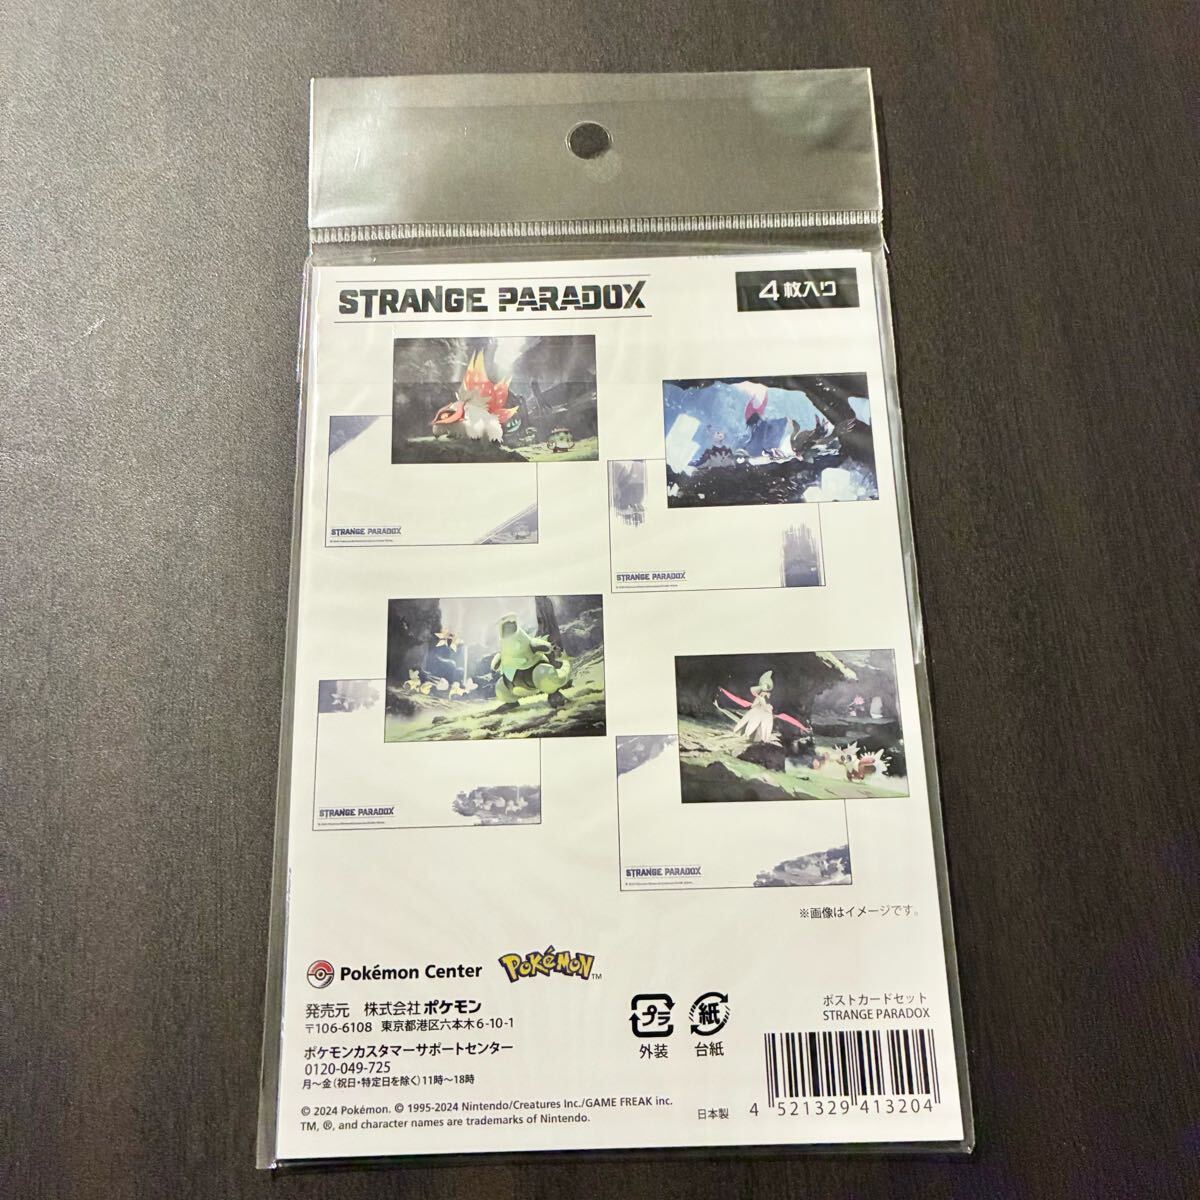 STRANGE PARADOX
4枚入り
STRANGE PARADOX
STRANGE PARADOX
STRANGE PARADOX
STRANGE PARADOX
※画像はイメージです。
Pokémon Center
POKéMON™
発売元 株式会社ポケモン
〒106-6108 東京都港区六本木6-10-1
ポケモンカスタマーサポートセンター
0120-049-725
月～金(祝日・特定日を除く)11時～18時
© 2024 Pokémon. © 1995-2024 Nintendo/Creatures Inc./GAME FREAK inc.
TM, ®, and character names are trademarks of Nintendo.
プラ
外装
紙
台紙
ポストカードセット
STRANGE PARADOX
日本製
4 521329 413204